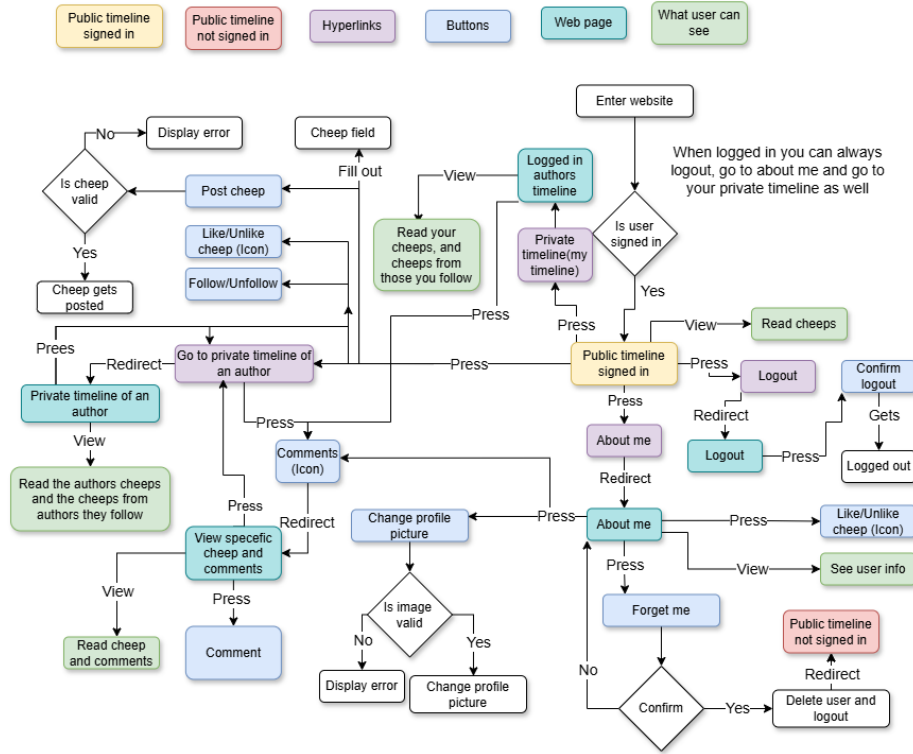 Public timeline
signed in
Public timeline
not signed in
Hyperlinks
Buttons
Web page
What user can
see
Enter website
No
Display error
Cheep field
Fill out
Logged in
authors
timeline
View
When logged in you can always
logout, go to about me and go to
your private timeline as well
Is cheep
valid
Post cheep
Like/Unlike
cheep (Icon)
Read your
cheeps, and
cheeps from
those you follow
Private
timeline(my
timeline)
Is user
signed in
Yes
Cheep gets
posted
Follow/Unfollow
Yes
Press
Press
View
Read cheeps
Prees
Redirect
Go to private timeline of
an author
Press
Public timeline
signed in
Press
Logout
Confirm
logout
Private timeline of an
author
Press
Press
About me
Redirect
Gets
Logout
Press
Logged out
View
Comments
(Icon)
Redirect
Read the authors cheeps
and the cheeps from
authors they follow
Press
Redirect
Change profile
picture
Press
About me
Press
Like/Unlike
cheep (Icon)
View specefic
cheep and
comments
View
Press
Press
View
See user info
Is image
valid
Forget me
Read cheep
and comments
Comment
No
Yes
Display error
Change profile
picture
No
Confirm
Yes
Public timeline
not signed in
Redirect
Delete user and
logout